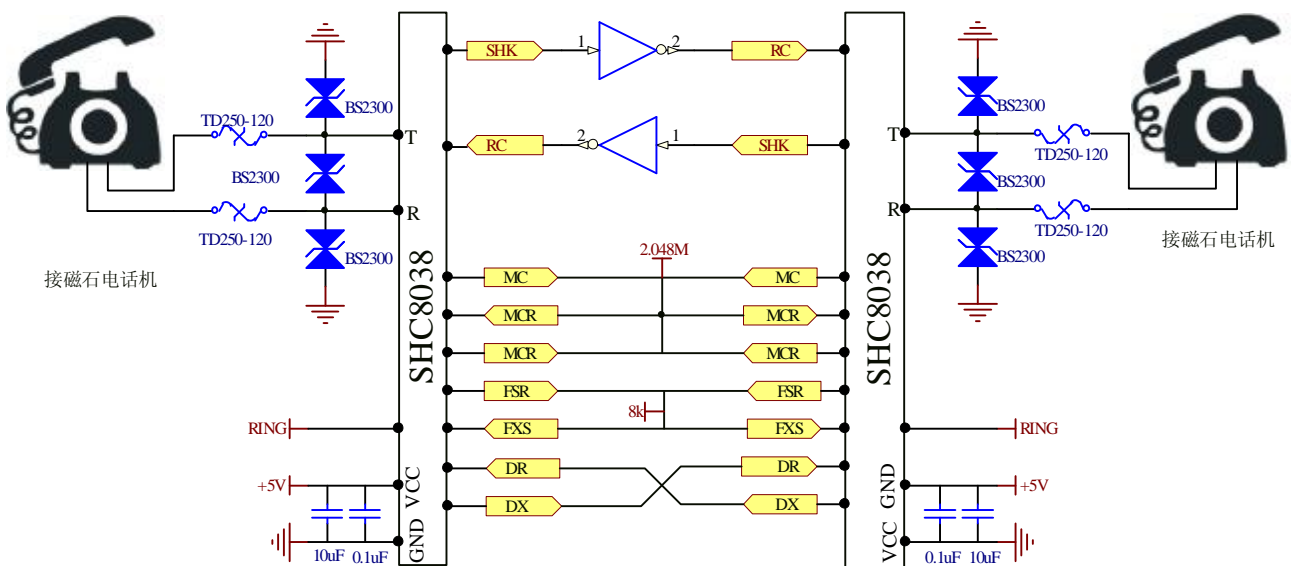 SHK
1
2
RC
BS2300
BS2300
TD250-120
T
RC
2
1
SHK
T
TD250-120
BS2300
BS2300
R
R
TD250-120
BS2300
TD250-120
BS2300
接磁石电话机
接磁石电话机
SHC8038
SHC8038
2.048M
MC
MC
MCR
MCR
MCR
MCR
FSR
FSR
8k
RING
FXS
FXS
RING
DR
DR
+5V
VCC
GND
+5V
DX
DX
GND
VCC
10uF
0.1uF
0.1uF
10uF